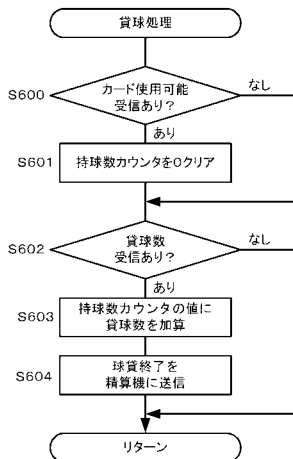 貸球処理
S600
カード使用可能
受信あり?
なし
あり
S601
持球数カウンタを0クリア
S602
貸球数
受信あり?
なし
あり
S603
持球数カウンタの値に
貸球数を加算
S604
球貸終了を
精算機に送信
リターン